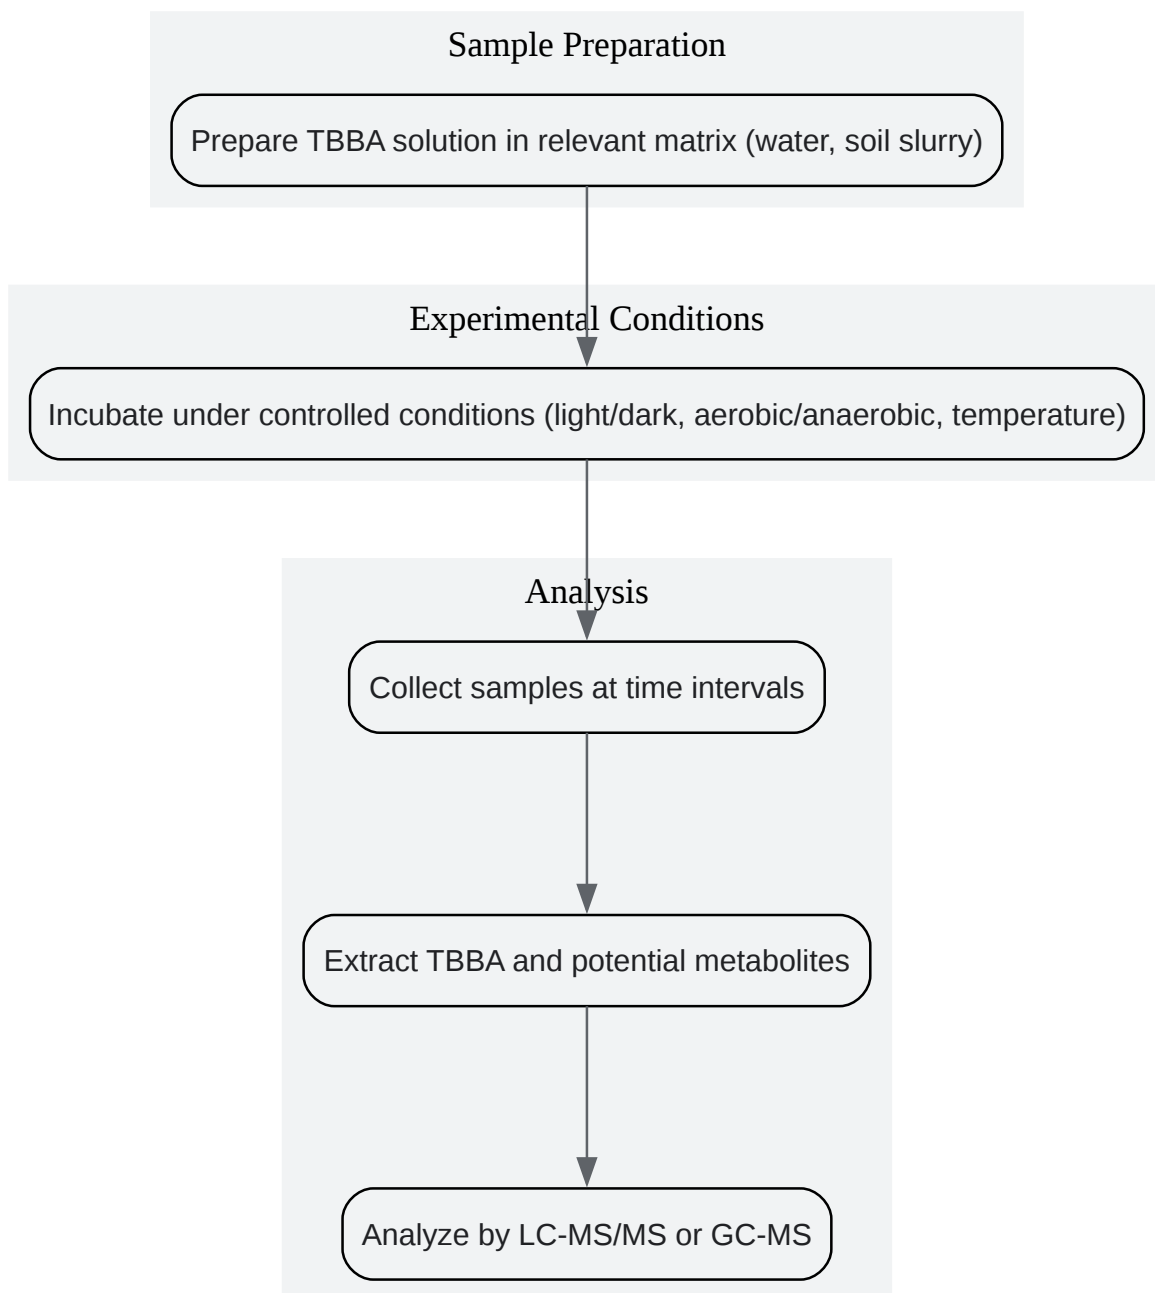 Sample Preparation
Prepare TBBA solution in relevant matrix (water, soil slurry)
Experimental Conditions
Incubate under controlled conditions (light/dark, aerobic/anaerobic, temperature)
Analysis
Collect samples at time intervals
Extract TBBA and potential metabolites
Analyze by LC-MS/MS or GC-MS